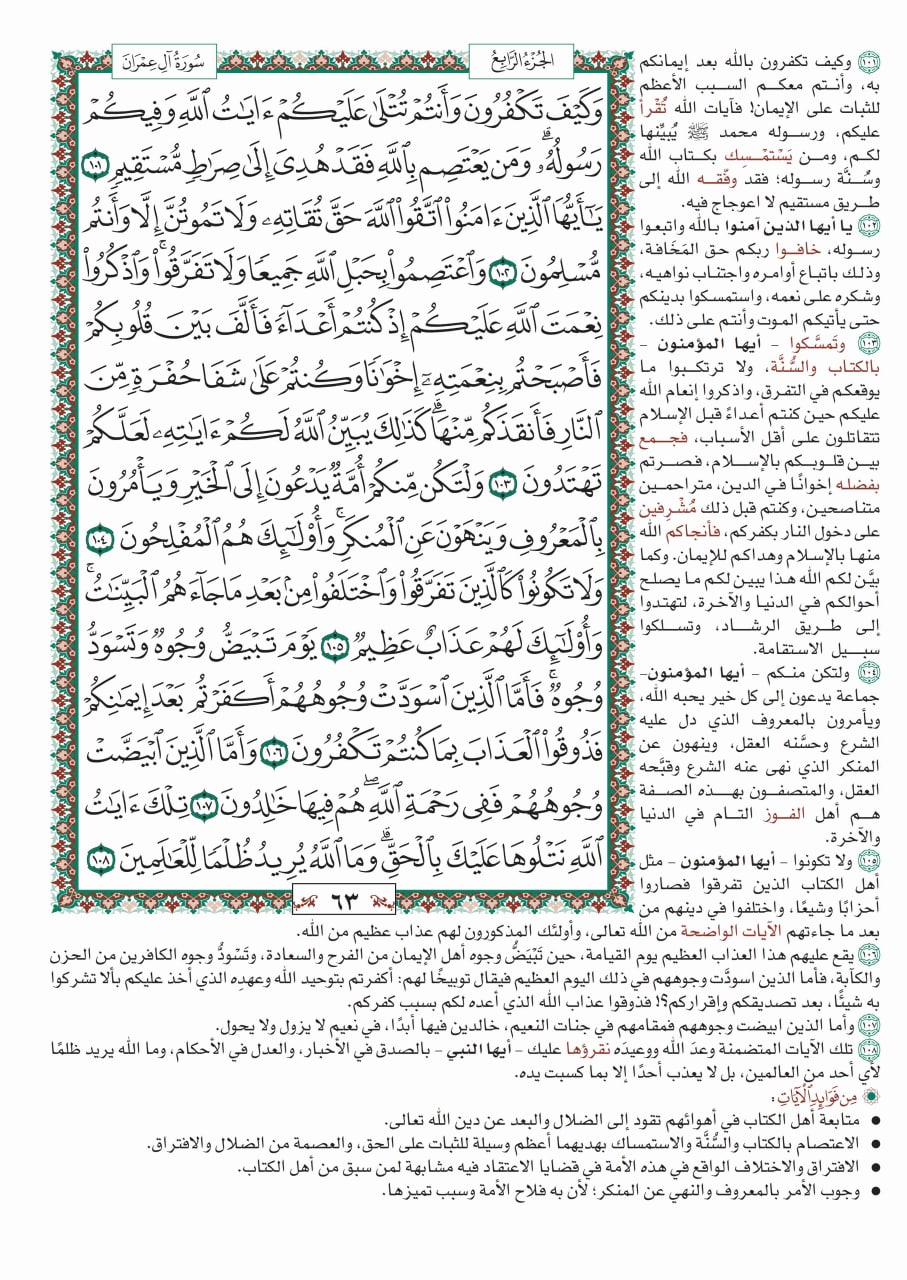 سُورَةُ آلِ عِمْرَانَ
الجُزْءُ الرَّابِعُ
وَكَيْفَ تَكْفُرُونَ وَأَنتُمْ تُتْلَىٰ عَلَيْكُمْ ءَايَٰتُ ٱللَّهِ وَفِيكُمْ
رَسُولُهُۥ ۗ وَمَن يَعْتَصِم بِٱللَّهِ فَقَدْ هُدِىَ إِلَىٰ صِرَٰطٍ مُّسْتَقِيمٍ ١٠١
يَٰٓأَيُّهَا ٱلَّذِينَ ءَامَنُوا۟ ٱتَّقُوا۟ ٱللَّهَ حَقَّ تُقَاتِهِۦ وَلَا تَمُوتُنَّ إِلَّا وَأَنتُم
مُّسْلِمُونَ ١٠٢ وَٱعْتَصِمُوا۟ بِحَبْلِ ٱللَّهِ جَمِيعًا وَلَا تَفَرَّقُوا۟ ۚ وَٱذْكُرُوا۟
نِعْمَتَ ٱللَّهِ عَلَيْكُمْ إِذْ كُنتُمْ أَعْدَآءً فَأَلَّفَ بَيْنَ قُلُوبِكُمْ
فَأَصْبَحْتُم بِنِعْمَتِهِۦٓ إِخْوَٰنًا وَكُنتُمْ عَلَىٰ شَفَا حُفْرَةٍ مِّنَ
ٱلنَّارِ فَأَنقَذَكُم مِّنْهَا ۗ كَذَٰلِكَ يُبَيِّنُ ٱللَّهُ لَكُمْ ءَايَٰتِهِۦ لَعَلَّكُمْ
تَهْتَدُونَ ١٠٣ وَلْتَكُن مِّنكُمْ أُمَّةٌ يَدْعُونَ إِلَى ٱلْخَيْرِ وَيَأْمُرُونَ
بِٱلْمَعْرُوفِ وَيَنْهَوْنَ عَنِ ٱلْمُنكَرِ ۚ وَأُو۟لَٰٓئِكَ هُمُ ٱلْمُفْلِحُونَ ١٠٤
وَلَا تَكُونُوا۟ كَٱلَّذِينَ تَفَرَّقُوا۟ وَٱخْتَلَفُوا۟ مِنۢ بَعْدِ مَا جَآءَهُمُ ٱلْبَيِّنَٰتُ ۚ
وَأُو۟لَٰٓئِكَ لَهُمْ عَذَابٌ عَظِيمٌ ١٠٥ يَوْمَ تَبْيَضُّ وُجُوهٌ وَتَسْوَدُّ
وُجُوهٌ ۚ فَأَمَّا ٱلَّذِينَ ٱسْوَدَّتْ وُجُوهُهُمْ أَكَفَرْتُم بَعْدَ إِيمَٰنِكُمْ
فَذُوقُوا۟ ٱلْعَذَابَ بِمَا كُنتُمْ تَكْفُرُونَ ١٠٦ وَأَمَّا ٱلَّذِينَ ٱبْيَضَّتْ
وُجُوهُهُمْ فَفِى رَحْمَةِ ٱللَّهِ ۖ هُمْ فِيهَا خَٰلِدُونَ ١٠٧ تِلْكَ ءَايَٰتُ
ٱللَّهِ نَتْلُوهَا عَلَيْكَ بِٱلْحَقِّ ۗ وَمَا ٱللَّهُ يُرِيدُ ظُلْمًا لِّلْعَٰلَمِينَ ١٠٨
٦٣
١٠١ وكيف تكفرون بالله بعد إيمانكم
به، وأنتم معكم السبب الأعظم
للثبات على الإيمان! فآيات الله تُقْرأ
عليكم، ورسوله محمد ﷺ يُبيِّنها
لكم، ومن يَسْتمْسِك بكتاب الله
وسُنَّة رسوله؛ فقد وفَّقه الله إلى
طريق مستقيم لا اعوجاج فيه.
١٠٢ يا أيها الذين آمنوا بالله واتبعوا
رسوله، خافوا ربكم حق المَخَافة،
وذلك باتباع أوامره واجتناب نواهيه،
وشكره على نعمه، واستمسكوا بدينكم
حتى يأتيكم الموت وأنتم على ذلك.
١٠٣ وتَمسَّكوا - أيها المؤمنون -
بالكتاب والسُّنَّة، ولا ترتكبوا ما
يوقعكم في التفرق، واذكروا إنعام الله
عليكم حين كنتم أعداءً قبل الإسلام
تتقاتلون على أقل الأسباب، فجمع
بين قلوبكم بالإسلام، فصرتم
بفضله إخوانًا في الدين، متراحمين
متناصحين، وكنتم قبل ذلك مُشْرِفين
على دخول النار بكفركم، فأنجاكم الله
منها بالإسلام وهداكم للإيمان. وكما
بيَّن لكم الله هذا يبين لكم ما يصلح
أحوالكم في الدنيا والآخرة، لتهتدوا
إلى طريق الرشاد، وتسلكوا
سبيل الاستقامة.
١٠٤ ولتكن منكم - أيها المؤمنون-
جماعة يدعون إلى كل خير يحبه الله،
ويأمرون بالمعروف الذي دل عليه
الشرع وحسَّنه العقل، وينهون عن
المنكر الذي نهى عنه الشرع وقبَّحه
العقل، والمتصفون بهذه الصفة
هم أهل الفوز التام في الدنيا
والآخرة.
١٠٥ ولا تكونوا - أيها المؤمنون - مثل
أهل الكتاب الذين تفرقوا فصاروا
أحزابًا وشيعًا، واختلفوا في دينهم من
بعد ما جاءتهم الآيات الواضحة من الله تعالى، وأولئك المذكورون لهم عذاب عظيم من الله.
١٠٦ يقع عليهم هذا العذاب العظيم يوم القيامة، حين تَبْيَضُّ وجوه أهل الإيمان من الفرح والسعادة، وتَسْودُّ وجوه الكافرين من الحزن
والكآبة، فأما الذين اسودَّت وجوههم في ذلك اليوم العظيم فيقال توبيخًا لهم: أكفرتم بتوحيد الله وعهدِه الذي أخذ عليكم بألا تشركوا
به شيئًا، بعد تصديقكم وإقراركم؟! فذوقوا عذاب الله الذي أعده لكم بسبب كفركم.
١٠٧ وأما الذين ابيضت وجوههم فمقامهم في جنات النعيم، خالدين فيها أبدًا، في نعيم لا يزول ولا يحول.
١٠٨ تلك الآيات المتضمنة وعدَ الله ووعيدَه نقرؤها عليك - أيها النبي - بالصدق في الأخبار، والعدل في الأحكام، وما الله يريد ظلمًا
لأي أحد من العالمين، بل لا يعذب أحدًا إلا بما كسبت يده.
مِن فَوَائِدِ الآيَاتِ:
• متابعة أهل الكتاب في أهوائهم تقود إلى الضلال والبعد عن دين الله تعالى.
• الاعتصام بالكتاب والسُّنَّة والاستمساك بهديهما أعظم وسيلة للثبات على الحق، والعصمة من الضلال والافتراق.
• الافتراق والاختلاف الواقع في هذه الأمة في قضايا الاعتقاد فيه مشابهة لمن سبق من أهل الكتاب.
• وجوب الأمر بالمعروف والنهي عن المنكر؛ لأن به فلاح الأمة وسبب تميزها.